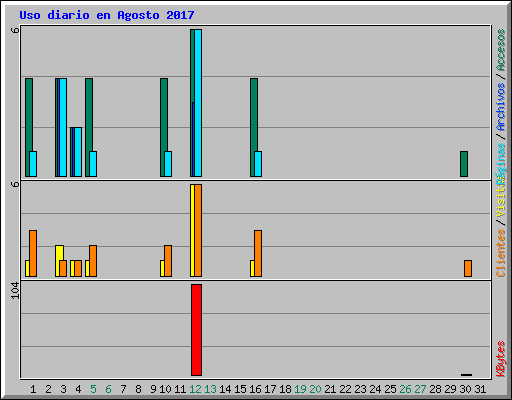 Uso diario en Agosto 2017
6
6
104
Páginas / Archivos / Accesos
Clientes / Visitas
KBytes
1 2 3 4 5 6 7 8 9 10 11 12 13 14 15 16 17 18 19 20 21 22 23 24 25 26 27 28 29 30 31